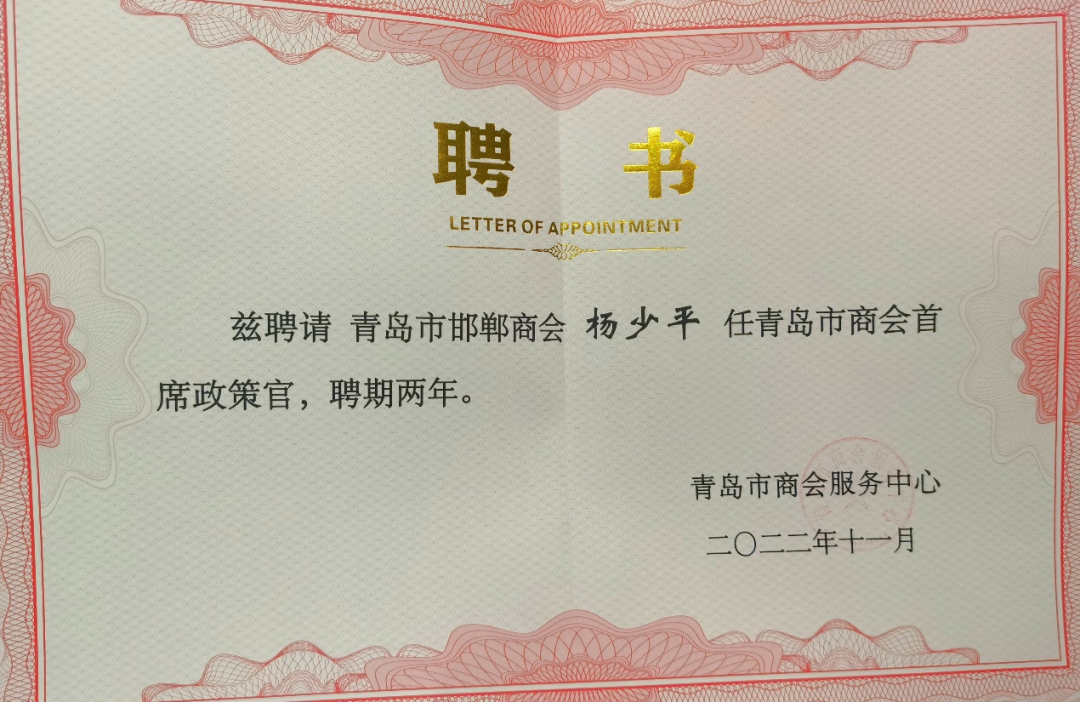 聘 书
LETTER OF APPOINTMENT
兹聘请 青岛市邯郸商会 杨少平 任青岛市商会首
席政策官，聘期两年。
青岛市商会服务中心
二〇二二年十一月